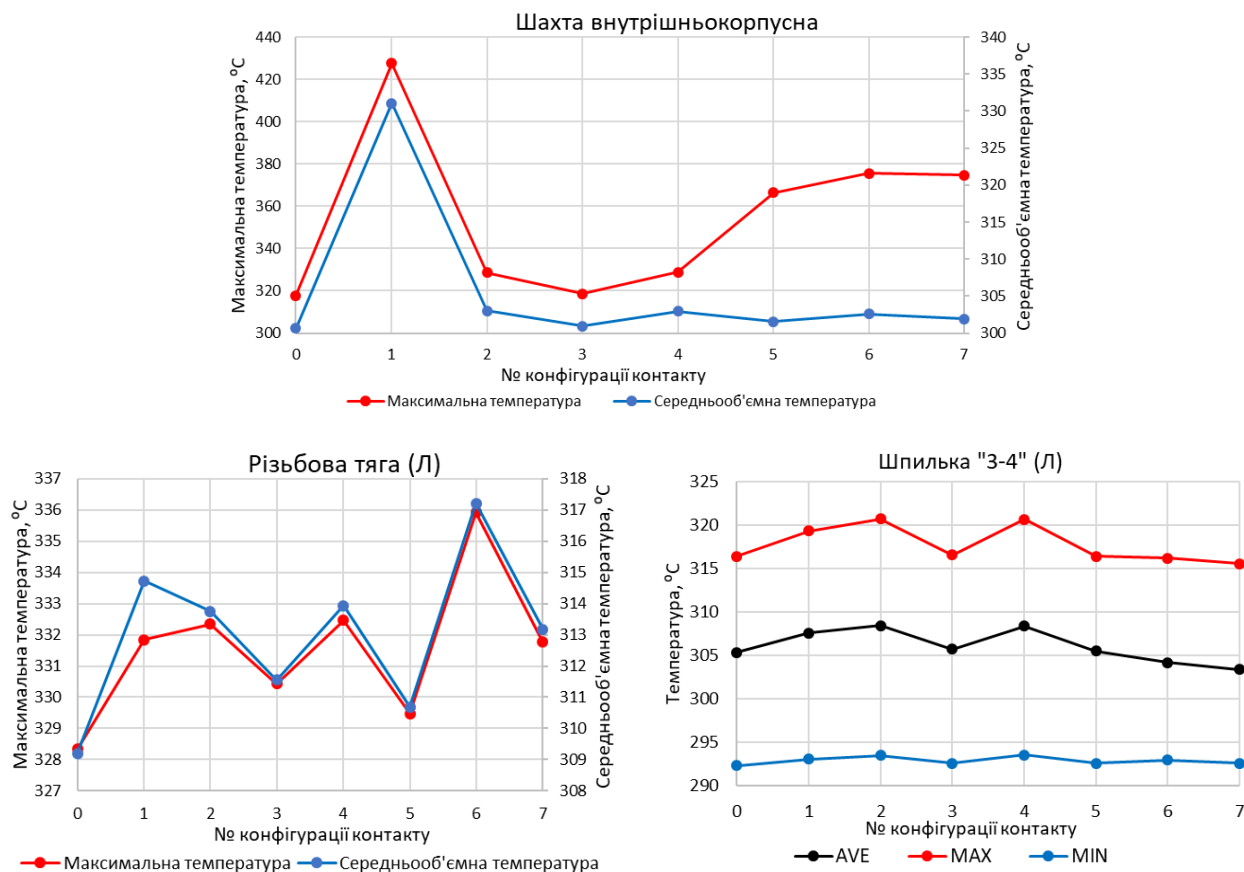 Шахта внутрішньокорпусна
Максимальна температура, ⁰С
440
420
400
380
360
340
320
300
340
335
330
325
320
315
310
305
300
Середньооб'ємна температура, ⁰С
0 1 2 3 4 5 6 7
№ конфігурації контакту
Максимальна температура Середньооб'ємна температура
Різьбова тяга (Л)
Максимальна температура, ⁰С
337
336
335
334
333
332
331
330
329
328
327
318
317
316
315
314
313
312
311
310
309
308
Середньооб'ємна температура, ⁰С
0 1 2 3 4 5 6 7
№ конфігурації контакту
Максимальна температура Середньооб'ємна температура
Шпилька "3-4" (Л)
Температура, ⁰С
325
320
315
310
305
300
295
290
0 1 2 3 4 5 6 7
№ конфігурації контакту
AVE MAX MIN